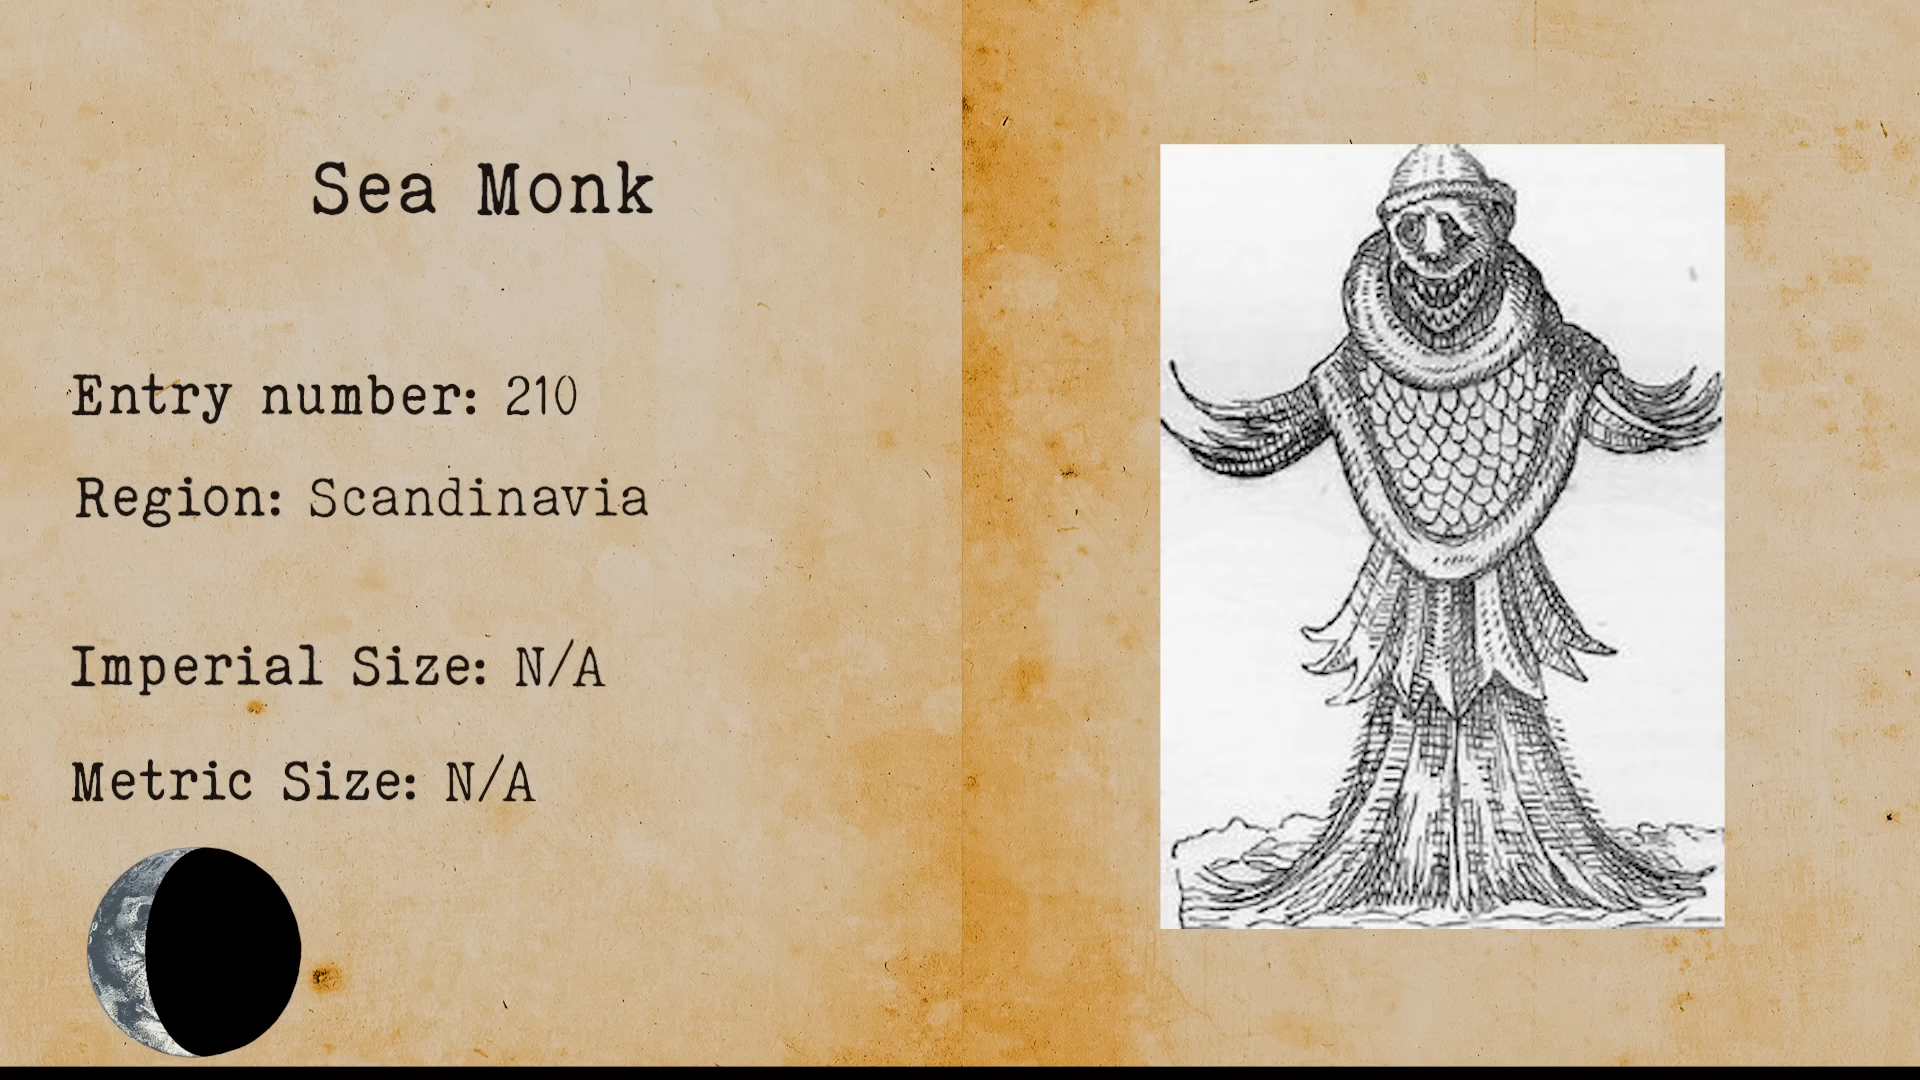 Sea Monk
Entry number: 210
Region: Scandinavia
Imperial Size: N/A
Metric Size: N/A